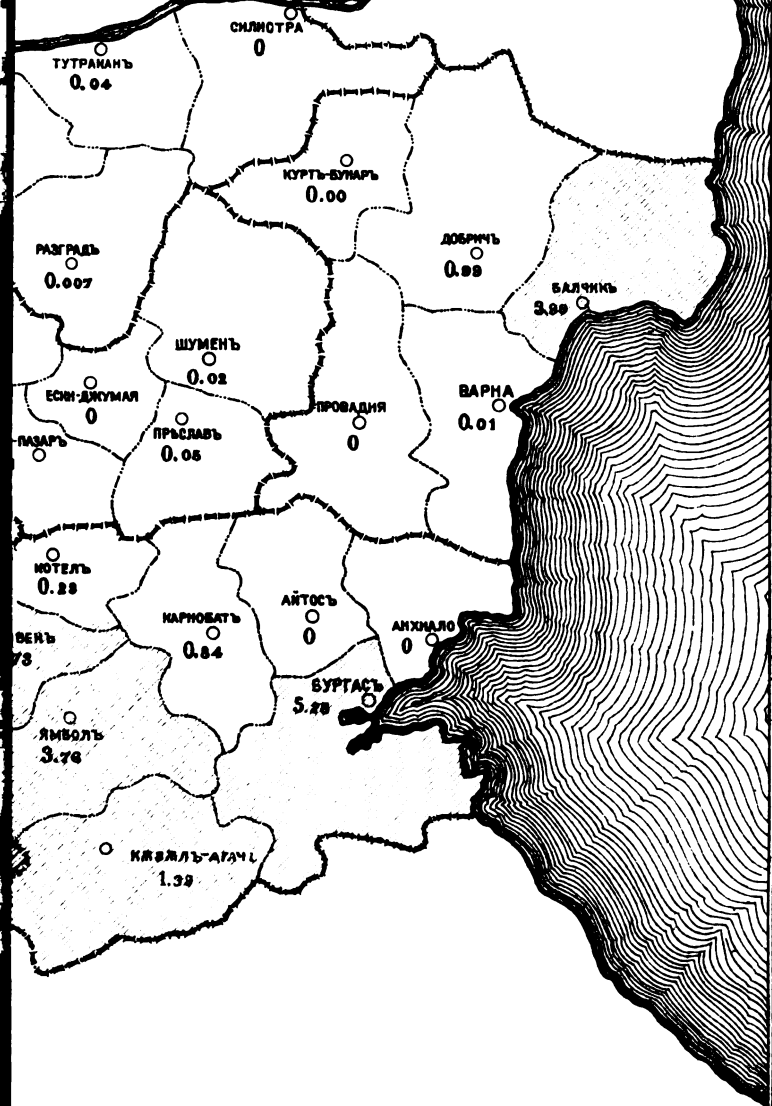 СИЛИСТРА
0
ТУТРАКАНЪ
0.04
КУРТЪ-БУНАРЪ
0.00
РАЗГРАДЪ
0.007
ДОБРИЧЪ
0.99
БАЛЧИКЪ
ШУМЕНЪ
0.02
ЕСКИ-ДЖУМАЯ
0
ПРѢСЛАВЪ
0.05
ПРОВАДИЯ
0
ВАРНА
0.01
ПАЗАРЪ
КОТЕЛЪ
0.23
КАРНОБАТЪ
0.84
АЙТОСЪ
0
АНХИАЛО
0
ВЕНЪ
73
БУРГАСЪ
5.28
ЯМБОЛЪ
3.76
КѪЗѪЛЪ-АГАЧ
1.39